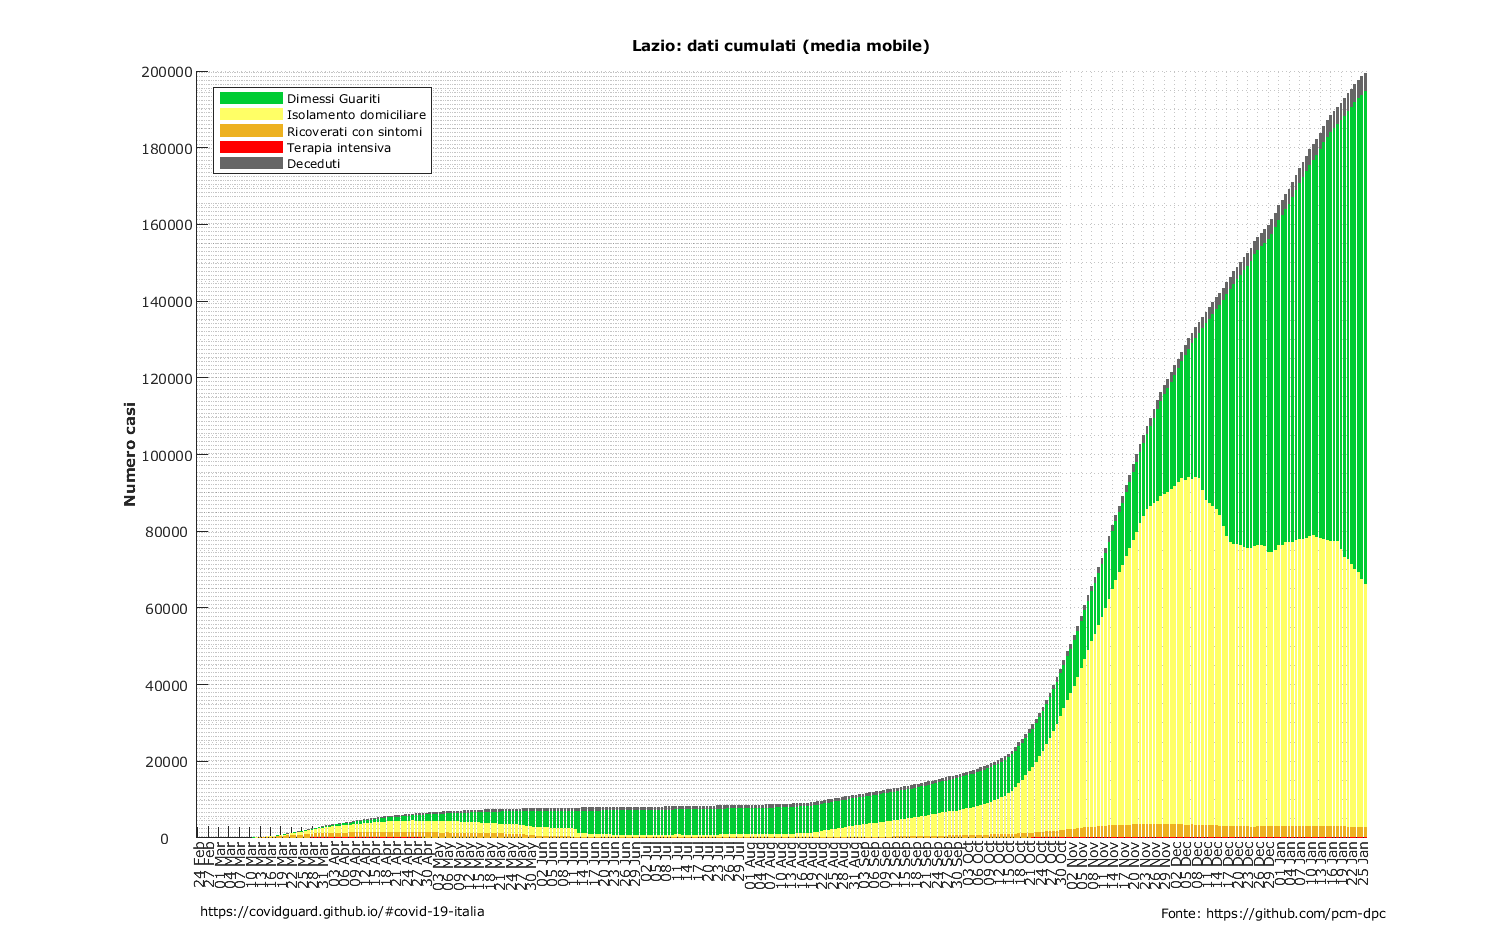 Lazio: dati cumulati (media mobile)
200000
180000
160000
140000
120000
100000
80000
60000
40000
20000
0
Numero casi
Dimessi Guariti
Isolamento domiciliare
Ricoverati con sintomi
Terapia intensiva
Deceduti
24 Feb
27 Feb
01 Mar
04 Mar
07 Mar
10 Mar
13 Mar
16 Mar
19 Mar
22 Mar
25 Mar
28 Mar
31 Mar
03 Apr
06 Apr
09 Apr
12 Apr
15 Apr
18 Apr
21 Apr
24 Apr
27 Apr
30 Apr
03 May
06 May
09 May
12 May
15 May
18 May
21 May
24 May
27 May
30 May
02 Jun
05 Jun
08 Jun
11 Jun
14 Jun
17 Jun
20 Jun
23 Jun
26 Jun
29 Jun
02 Jul
05 Jul
08 Jul
11 Jul
14 Jul
17 Jul
20 Jul
23 Jul
26 Jul
29 Jul
01 Aug
04 Aug
07 Aug
10 Aug
13 Aug
16 Aug
19 Aug
22 Aug
25 Aug
28 Aug
31 Aug
03 Sep
06 Sep
09 Sep
12 Sep
15 Sep
18 Sep
21 Sep
24 Sep
27 Sep
30 Sep
03 Oct
06 Oct
09 Oct
12 Oct
15 Oct
18 Oct
21 Oct
24 Oct
27 Oct
30 Oct
02 Nov
05 Nov
08 Nov
11 Nov
14 Nov
17 Nov
20 Nov
23 Nov
26 Nov
29 Nov
02 Dec
05 Dec
08 Dec
11 Dec
14 Dec
17 Dec
20 Dec
23 Dec
26 Dec
29 Dec
01 Jan
04 Jan
07 Jan
10 Jan
13 Jan
16 Jan
19 Jan
22 Jan
25 Jan
https://covidguard.github.io/#covid-19-italia
Fonte: https://github.com/pcm-dpc